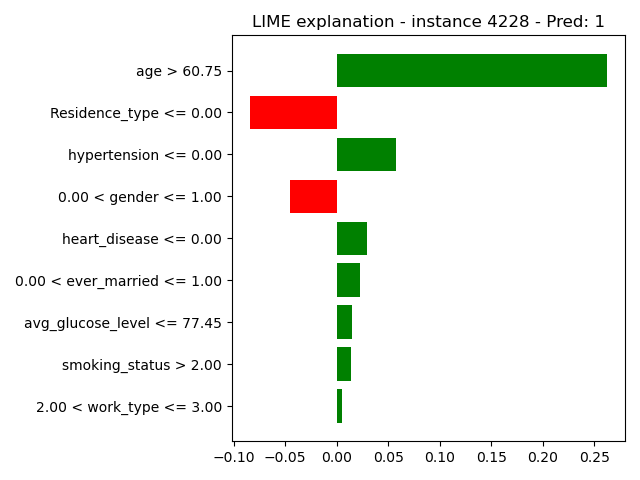 LIME explanation - instance 4228 - Pred: 1
age > 60.75
Residence_type <= 0.00
hypertension <= 0.00
0.00 < gender <= 1.00
heart_disease <= 0.00
0.00 < ever_married <= 1.00
avg_glucose_level <= 77.45
smoking_status > 2.00
2.00 < work_type <= 3.00
−0.10 −0.05 0.00 0.05 0.10 0.15 0.20 0.25